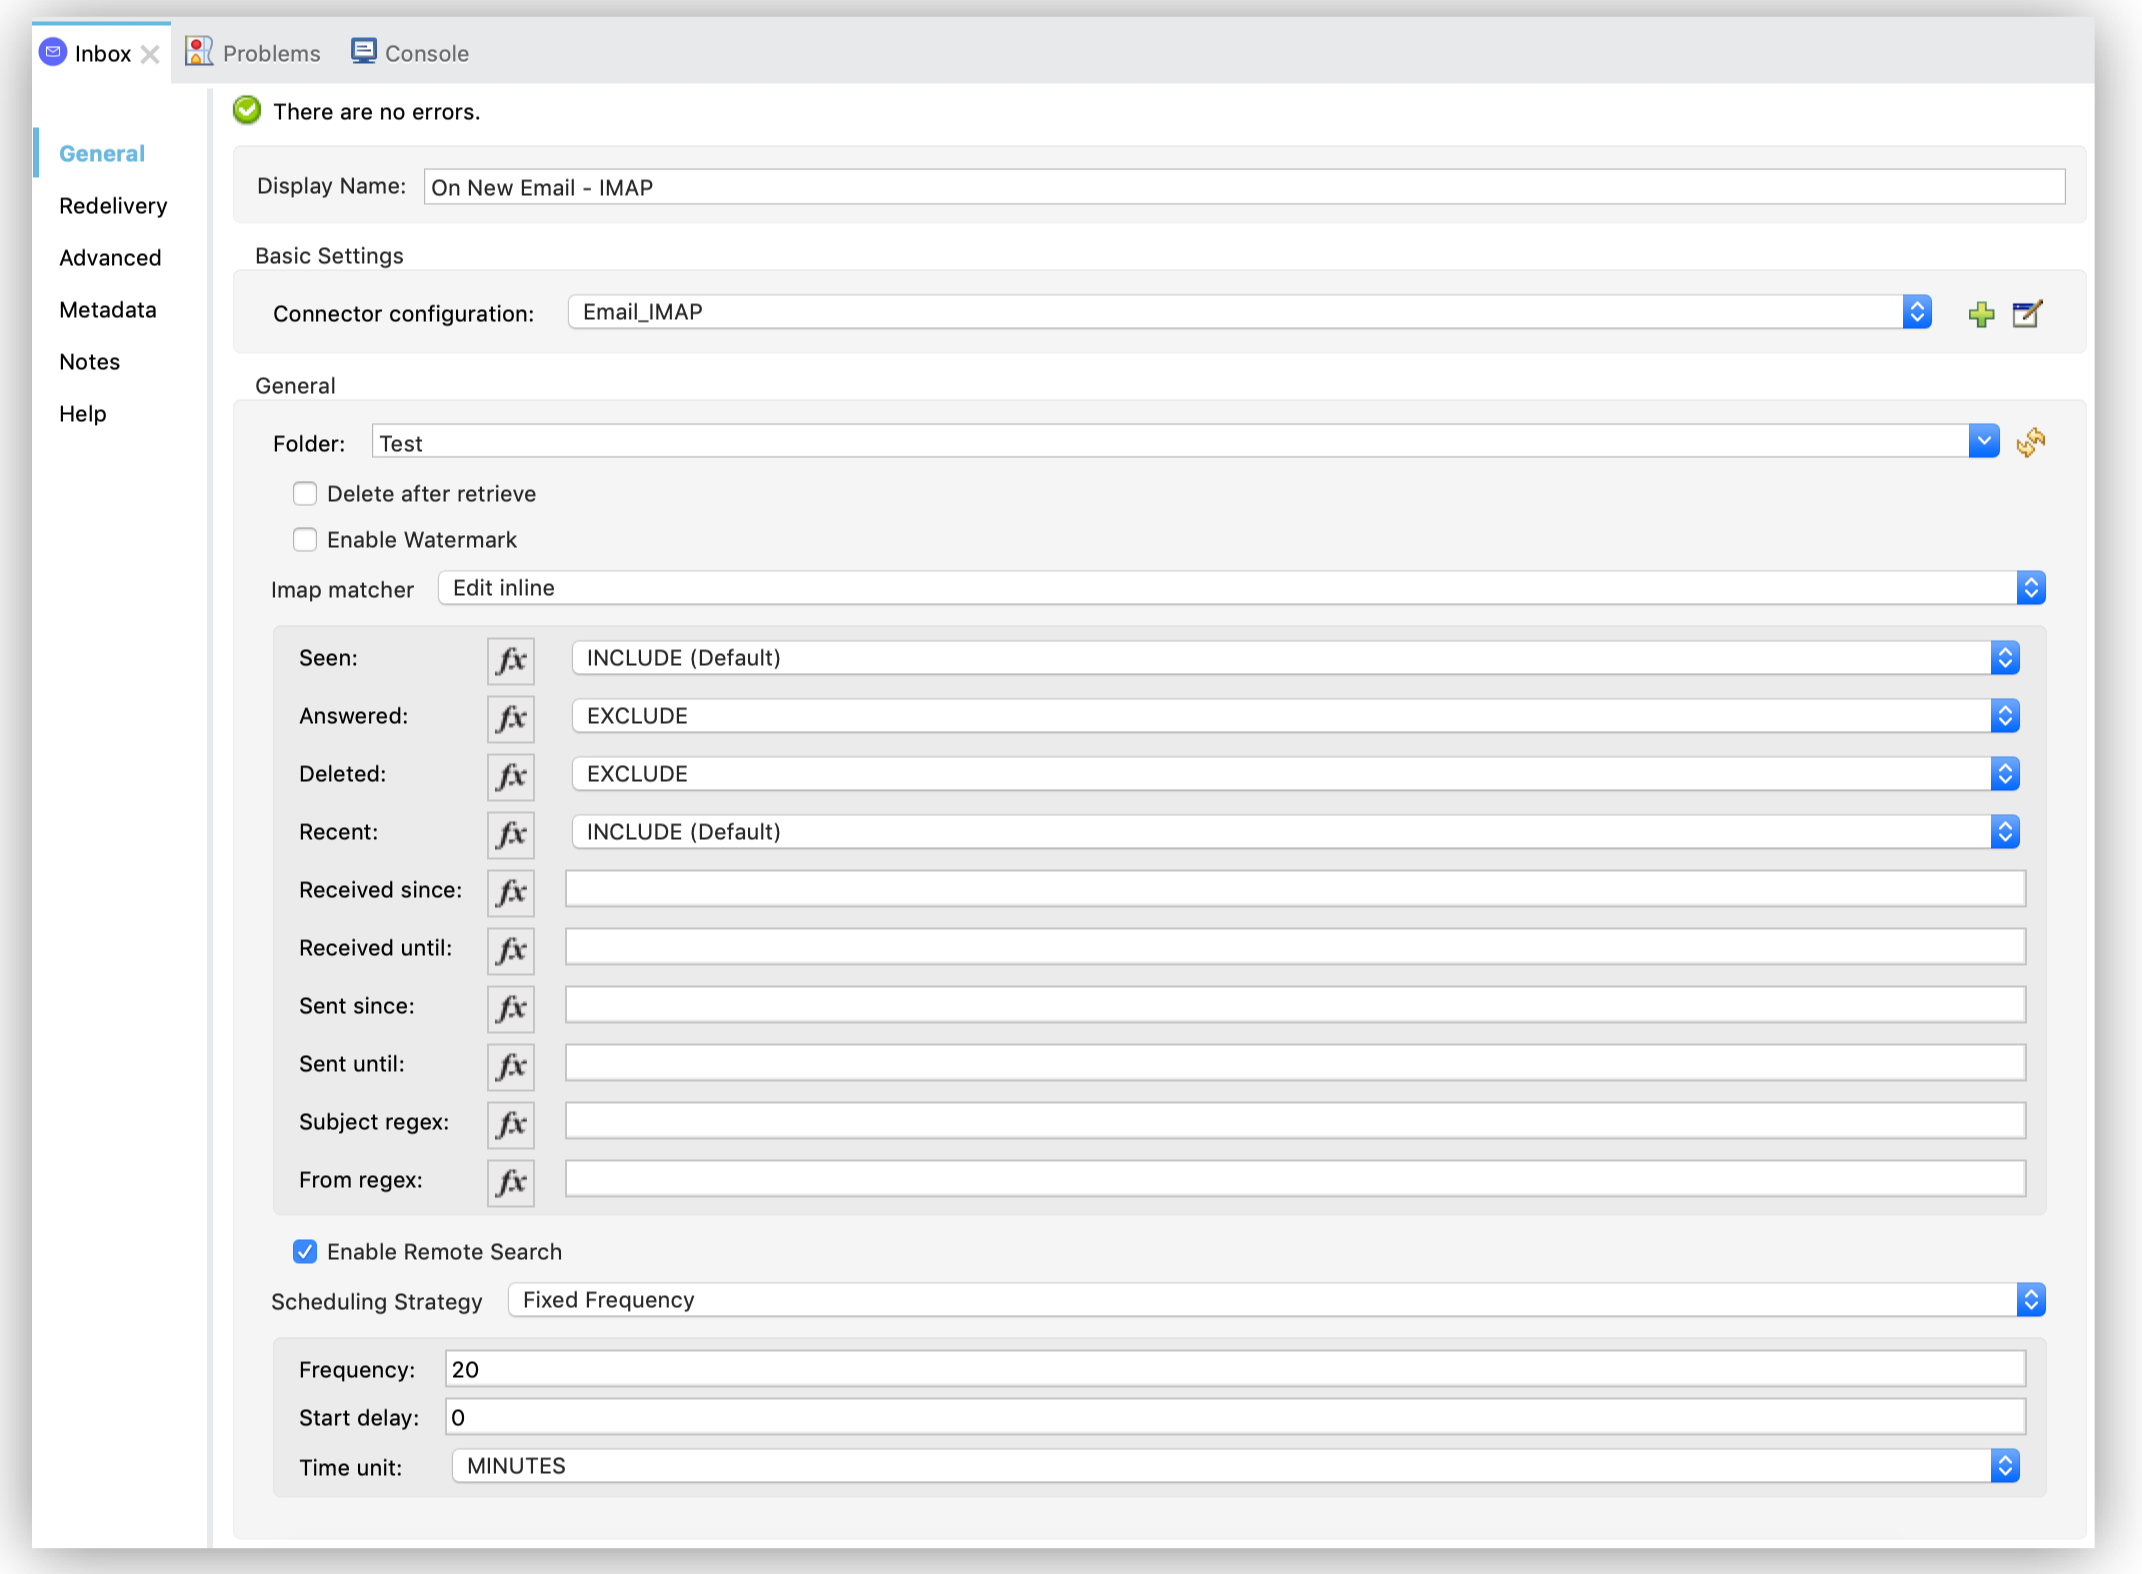 Inbox Problems Console
There are no errors.
General
Redelivery
Advanced
Metadata
Notes
Help
Display Name: On New Email - IMAP
Basic Settings
Connector configuration: Email_IMAP
General
Folder: Test
Delete after retrieve
Enable Watermark
Imap matcher Edit inline
Seen: fx INCLUDE (Default)
Answered: fx EXCLUDE
Deleted: fx EXCLUDE
Recent: fx INCLUDE (Default)
Received since: fx
Received until: fx
Sent since: fx
Sent until: fx
Subject regex: fx
From regex: fx
Enable Remote Search
Scheduling Strategy Fixed Frequency
Frequency: 20
Start delay: 0
Time unit: MINUTES